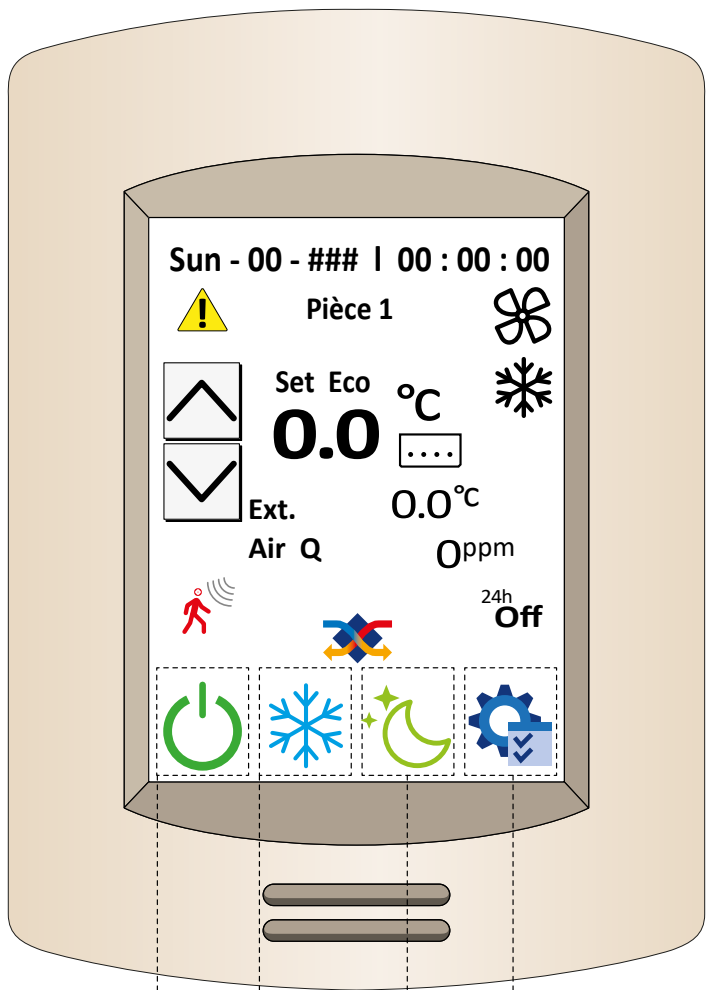 Sun - 00 - ### | 00 : 00 : 00
Pièce 1
Set Eco
0.0 °C
Ext. 0.0°C
Air Q 0ppm
24h
Off